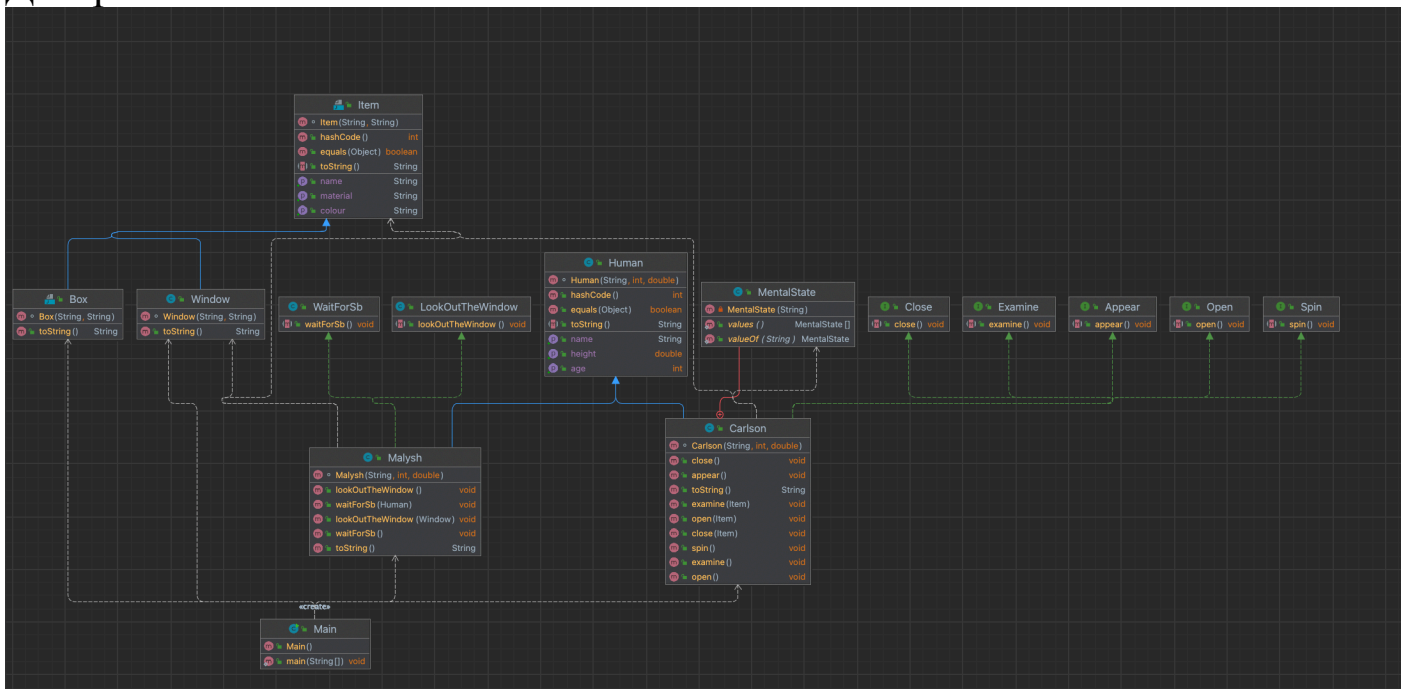 Item
Item(String, String)
hashCode() int
equals(Object) boolean
toString() String
name String
material String
colour String
Human
Human(String, int, double)
hashCode() int
equals(Object) boolean
toString() String
name String
height double
age int
Box
Box(String, String)
toString() String
Window
Window(String, String)
toString() String
WaitForSb
waitForSb() void
LookOutTheWindow
lookOutTheWindow () void
MentalState
MentalState(String)
values () MentalState[]
valueOf (String) MentalState
Close
close() void
Examine
examine() void
Appear
appear() void
Open
open() void
Spin
spin() void
Malysh
Malysh(String, int, double)
lookOutTheWindow () void
waitForSb(Human) void
lookOutTheWindow (Window) void
waitForSb() void
toString() String
Carlson
Carlson(String, int, double)
close() void
appear() void
toString() String
examine(Item) void
open(Item) void
close(Item) void
spin() void
examine() void
open() void
«create»
Main
Main()
main(String[]) void